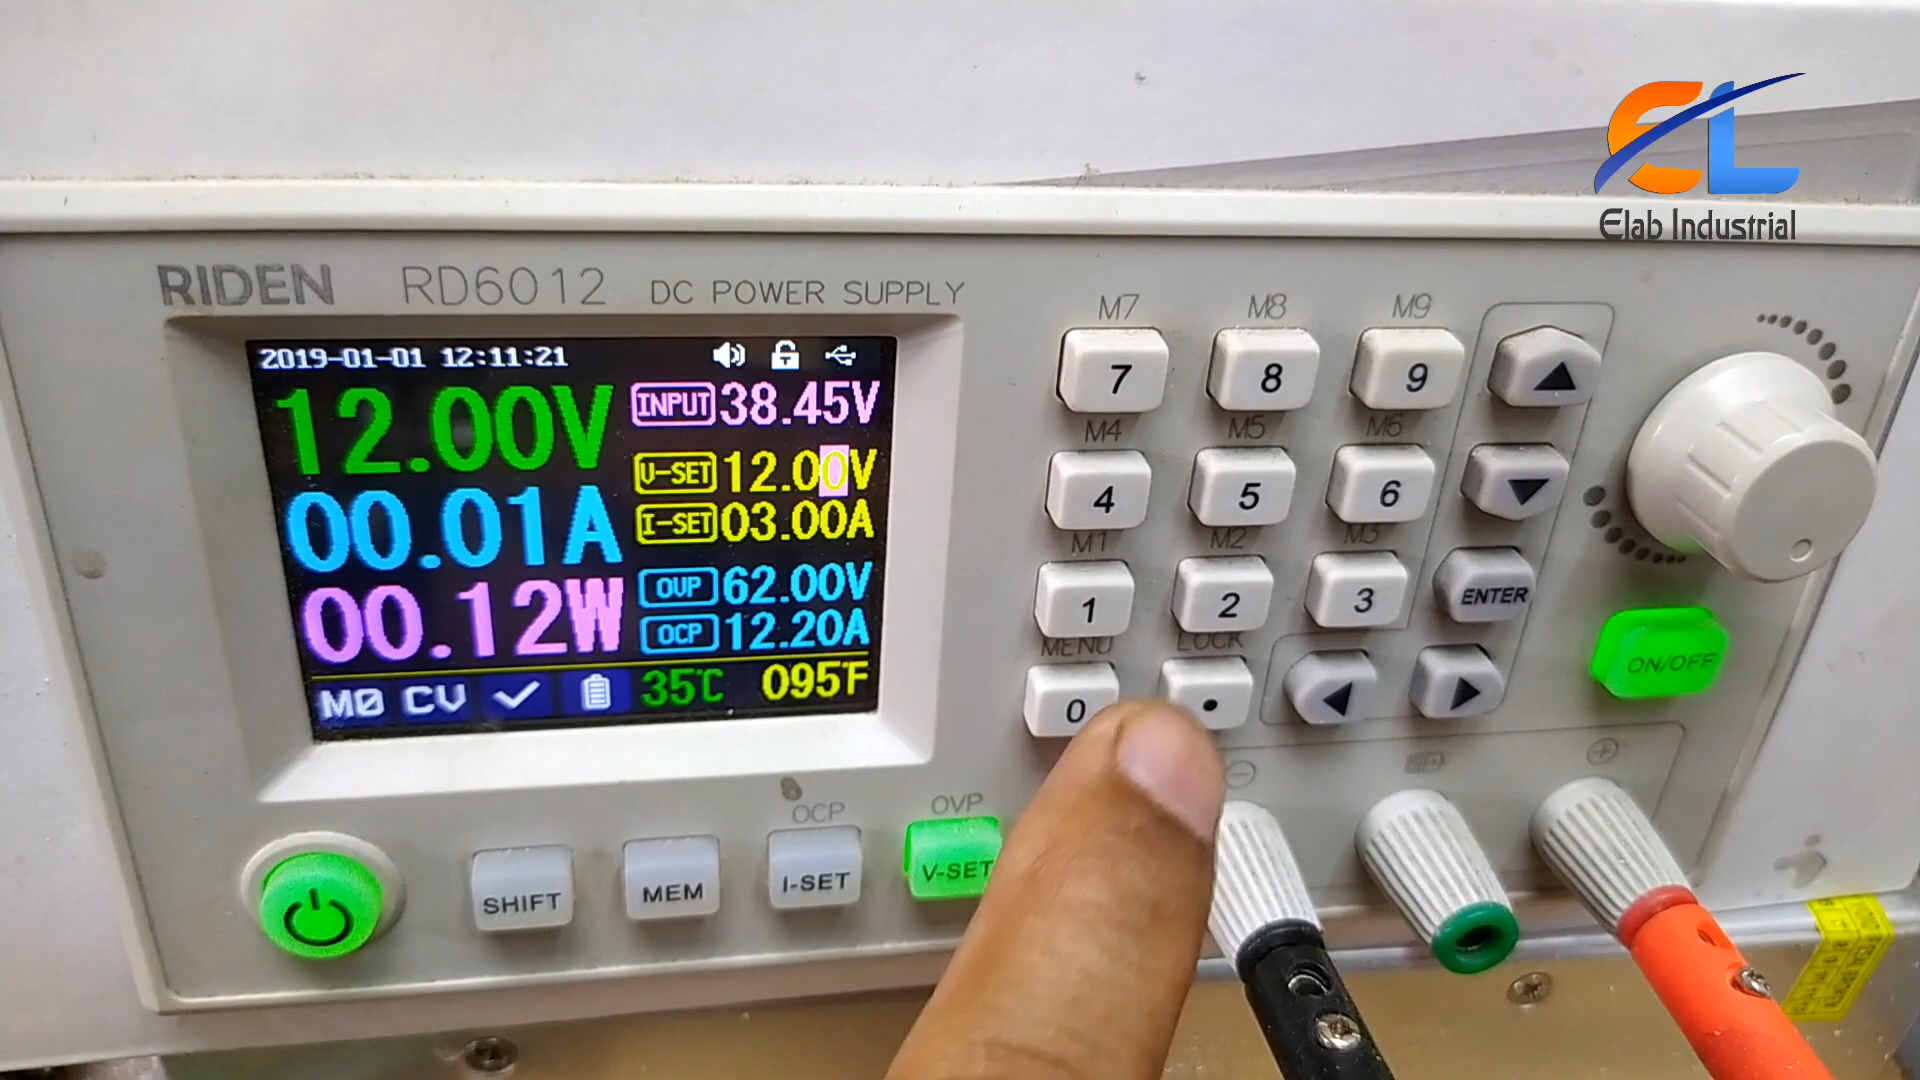 EL
Elab Industrial
RIDEN RD6012 DC POWER SUPPLY
2019-01-01 12:11:21
12.00V
00.01A
00.12W
INPUT 38.45V
V-SET 12.00V
I-SET 03.00A
OVP 62.00V
OCP 12.20A
M0 CV 35℃ 095℉
M7 M8 M9
7 8 9
M4 M5 M6
4 5 6
M1 M2 M3
1 2 3 ENTER
MENU LOCK
0 .
ON/OFF
OCP OVP
SHIFT MEM I-SET V-SET